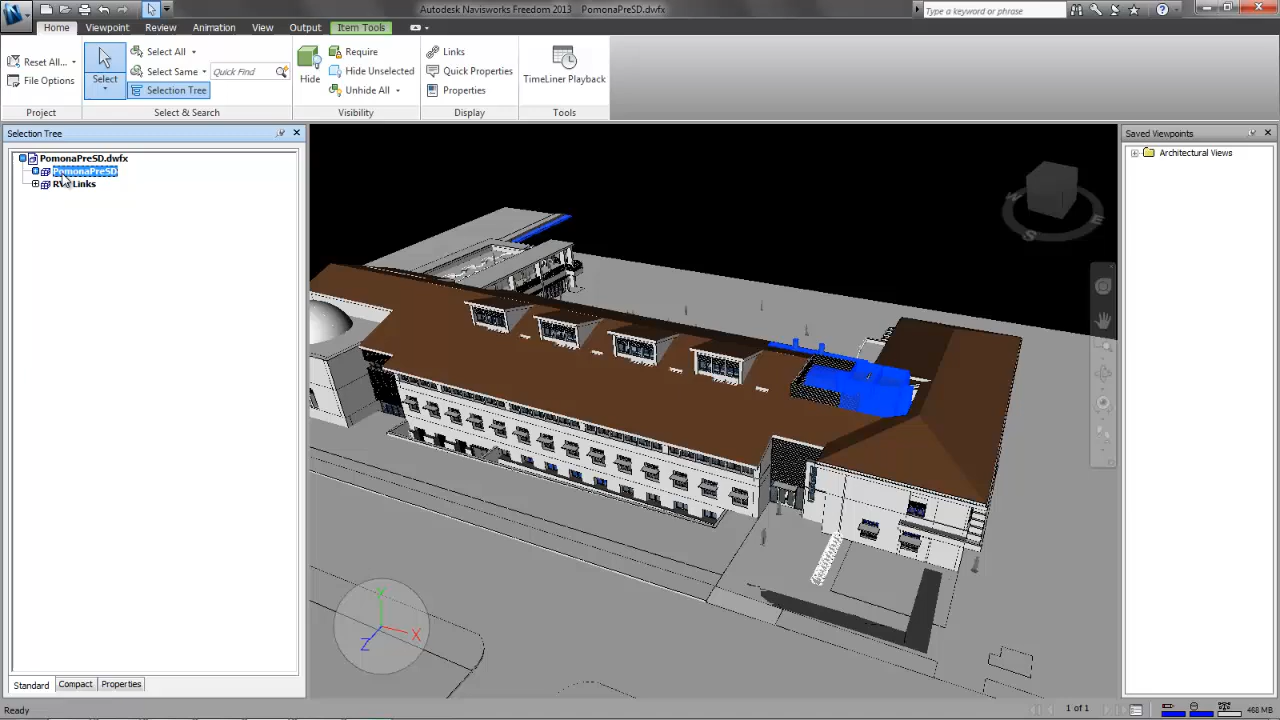 Autodesk Navisworks Freedom 2013 PomonaPreSD.dwfx
Type a keyword or phrase
Home Viewpoint Review Animation View Output Item Tools
Reset All...
File Options
Project
Select
Select All
Select Same
Quick Find
Selection Tree
Select & Search
Hide
Require
Hide Unselected
Unhide All
Visibility
Links
Quick Properties
Properties
Display
TimeLiner Playback
Tools
Selection Tree
PomonaPreSD.dwfx
PomonaPreSD
Links
Standard Compact Properties
Saved Viewpoints
Architectural Views
S
E
Y
X
Z
Ready
1 of 1
468 MB